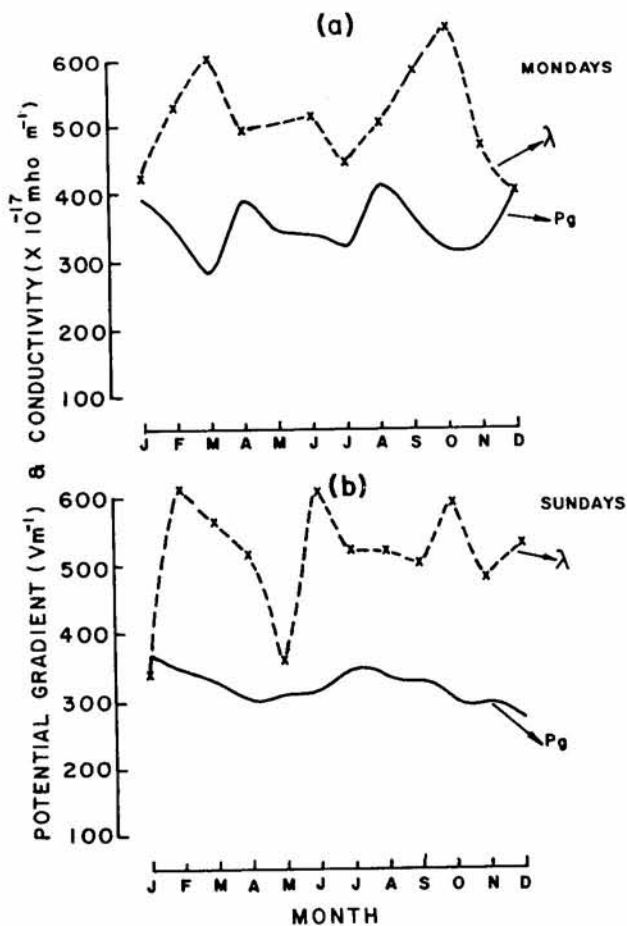 (a)
MONDAYS
600
500
400
300
200
100
λ
Pg
J F M A M J J A S O N D
(b)
SUNDAYS
600
500
400
300
200
100
λ
Pg
J F M A M J J A S O N D
MONTH
POTENTIAL GRADIENT (Vm⁻¹) & CONDUCTIVITY (X 10⁻¹⁷ mho m⁻¹)